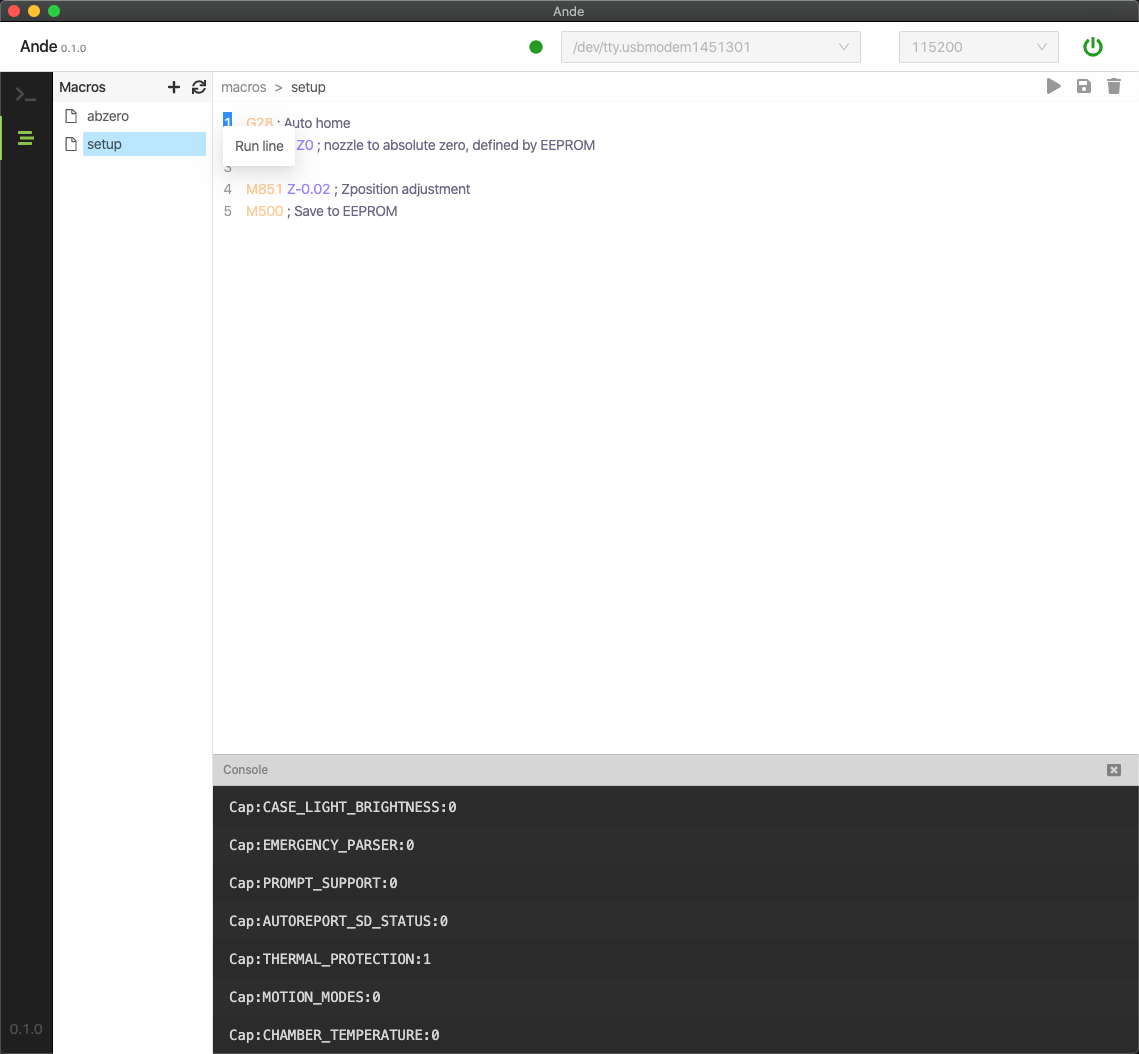 Ande
Ande 0.1.0
/dev/tty.usbmodem1451301
115200
Macros
macros > setup
abzero
setup
1 G28 ; Auto home
Run line
Z0 ; nozzle to absolute zero, defined by EEPROM
3
4 M851 Z-0.02 ; Zposition adjustment
5 M500 ; Save to EEPROM
Console
Cap:CASE_LIGHT_BRIGHTNESS:0
Cap:EMERGENCY_PARSER:0
Cap:PROMPT_SUPPORT:0
Cap:AUTOREPORT_SD_STATUS:0
Cap:THERMAL_PROTECTION:1
Cap:MOTION_MODES:0
Cap:CHAMBER_TEMPERATURE:0
0.1.0